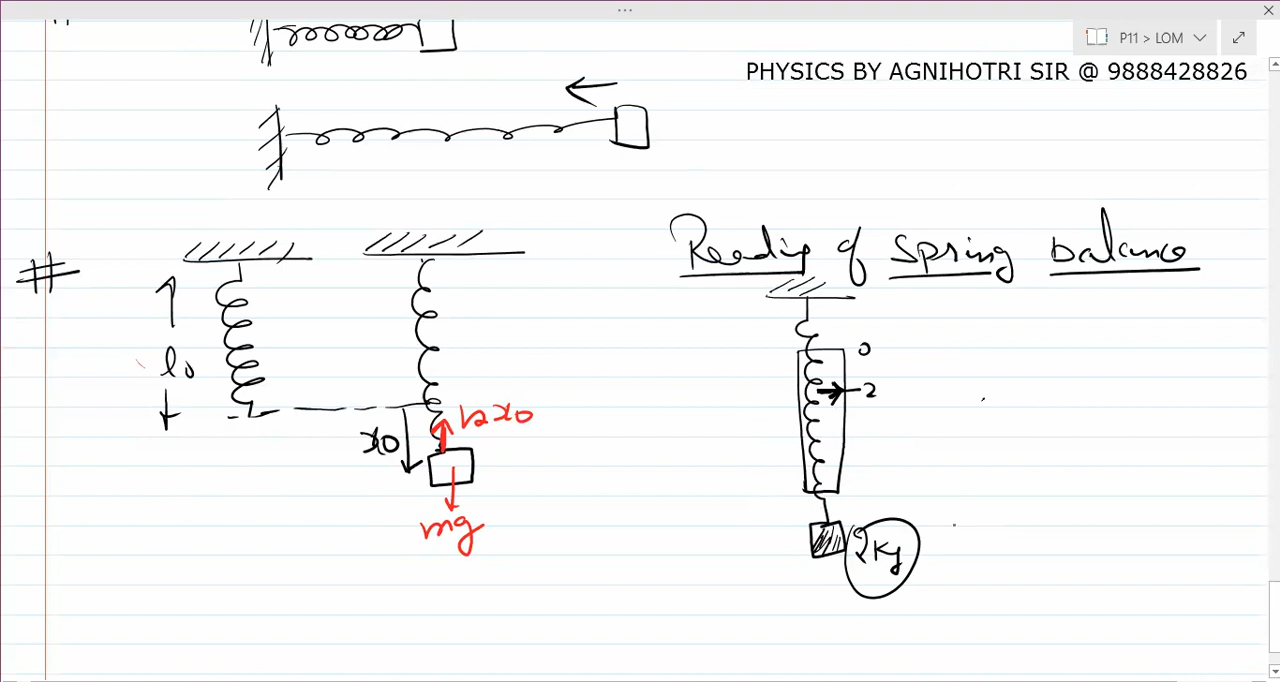 P11 > LOM
PHYSICS BY AGNIHOTRI SIR @ 9888428826
#
l0
x0
kx0
mg
Reading of spring balance
0
2
2Kg